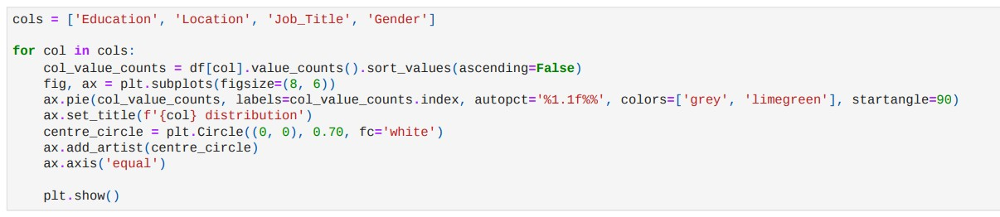 cols = ['Education', 'Location', 'Job_Title', 'Gender']

for col in cols:
    col_value_counts = df[col].value_counts().sort_values(ascending=False)
    fig, ax = plt.subplots(figsize=(8, 6))
    ax.pie(col_value_counts, labels=col_value_counts.index, autopct='%1.1f%%', colors=['grey', 'limegreen'], startangle=90)
    ax.set_title(f'{col} distribution')
    centre_circle = plt.Circle((0, 0), 0.70, fc='white')
    ax.add_artist(centre_circle)
    ax.axis('equal')

    plt.show()